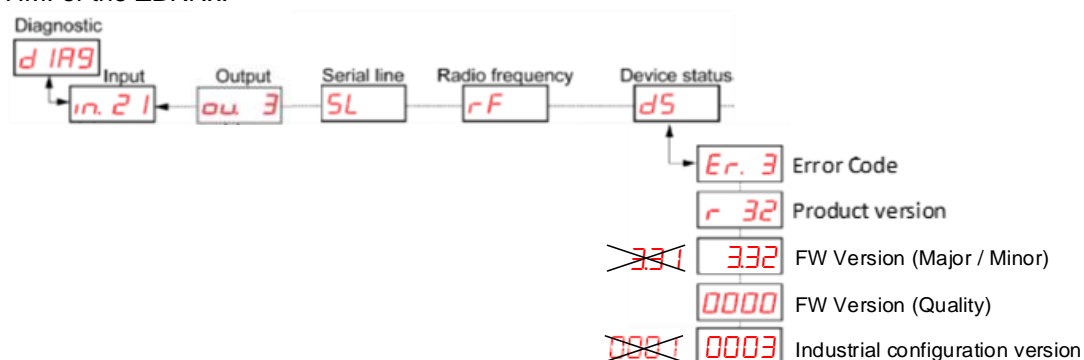 Diagnostic
d IAg
Input
in. 2 1
Output
ou. 3
Serial line
SL
Radio frequency
rF
Device status
dS
Er. 3 Error Code
r 32 Product version
3.31 3.32 FW Version (Major / Minor)
0000 FW Version (Quality)
0001 0003 Industrial configuration version